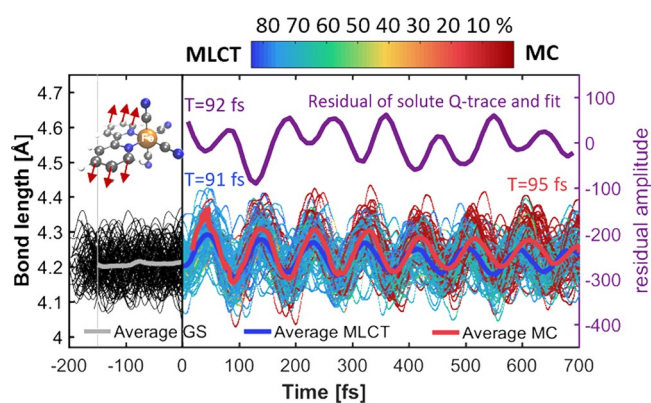 80 70 60 50 40 30 20 10 %
MLCT
MC
4.7
4.6
4.5
4.4
4.3
4.2
4.1
4
Bond length [Å]
Fe
T=92 fs
Residual of solute Q-trace and fit
T=91 fs
T=95 fs
100
0
-100
-200
-300
-400
residual amplitude
Average GS
Average MLCT
Average MC
-200 -100 0 100 200 300 400 500 600 700
Time [fs]